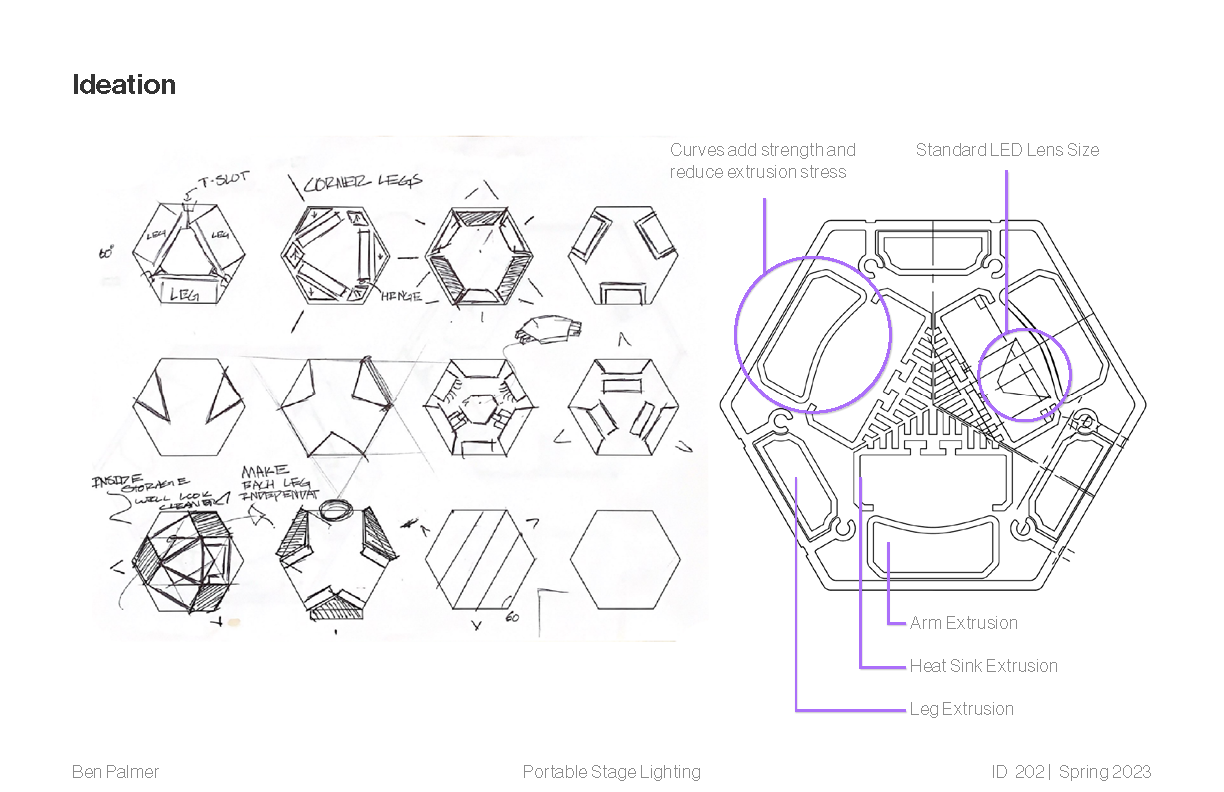 Ideation
Curves add strength and
reduce extrusion stress
Standard LED Lens Size
T-SLOT
CORNER LEGS
LEG
LEG
60°
LEG
HINGE
INSIDE
STORAGE
WILL LOOK
CLEANER
MAKE
EACH LEG
INDEPENDAT
60
Arm Extrusion
Heat Sink Extrusion
Leg Extrusion
Ben Palmer
Portable Stage Lighting
ID 202 | Spring 2023